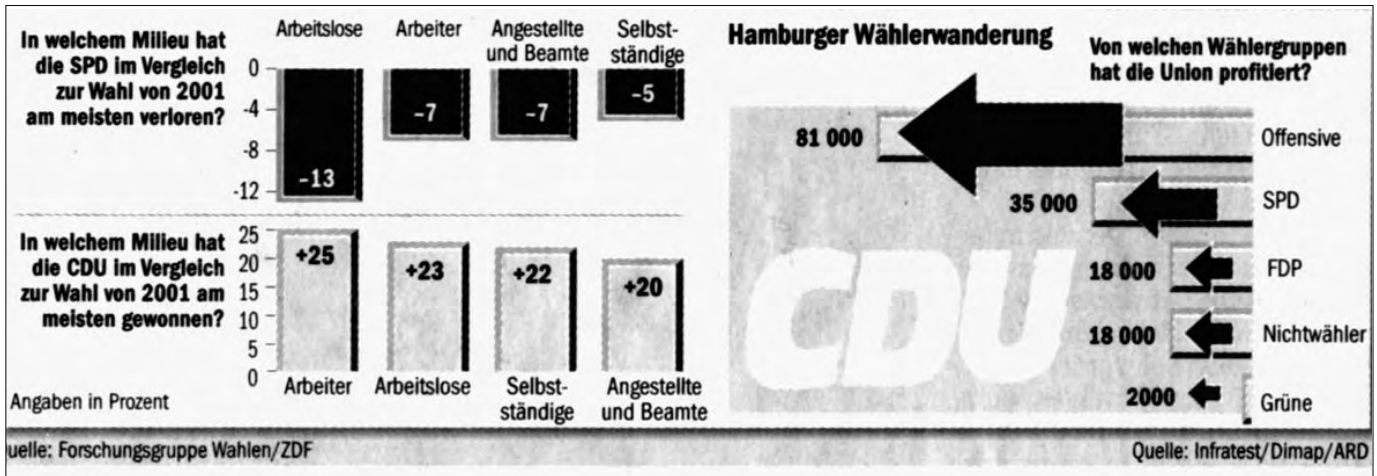 In welchem Milieu hat
die SPD im Vergleich
zur Wahl von 2001
am meisten verloren?
Arbeitslose
Arbeiter
Angestellte
und Beamte
Selbst-
ständige
0
-4
-8
-12
–13
–7
–7
–5
In welchem Milieu hat
die CDU im Vergleich
zur Wahl von 2001 am
meisten gewonnen?
25
20
15
10
5
0
+25
+23
+22
+20
Arbeiter
Arbeitslose
Selbst-
ständige
Angestellte
und Beamte
Angaben in Prozent
uelle: Forschungsgruppe Wahlen/ZDF
Hamburger Wählerwanderung
Von welchen Wählergruppen
hat die Union profitiert?
81 000
Offensive
35 000
SPD
18 000
FDP
18 000
Nichtwähler
2000
Grüne
CDU
Quelle: Infratest/Dimap/ARD